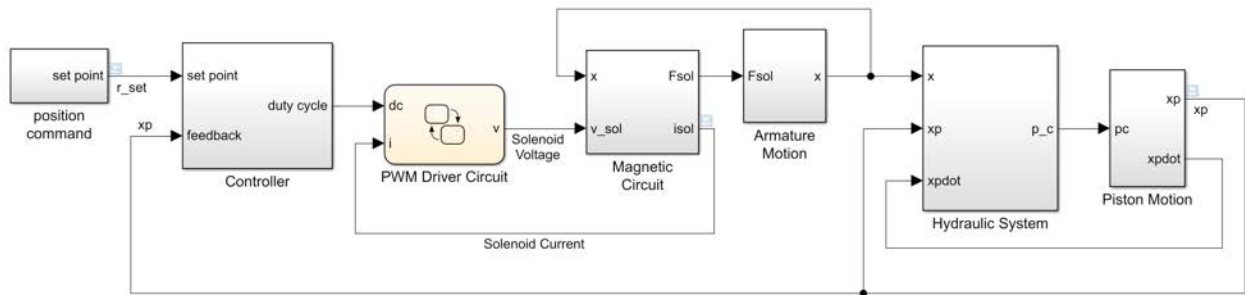 set point
r_set
position
command
xp
set point
duty cycle
feedback
Controller
dc
i
v
PWM Driver Circuit
Solenoid
Voltage
x
Fsol
v_sol
isol
Magnetic
Circuit
Solenoid Current
Fsol
x
Armature
Motion
x
xp
p_c
xpdot
Hydraulic System
xp
pc
xpdot
Piston Motion
xp